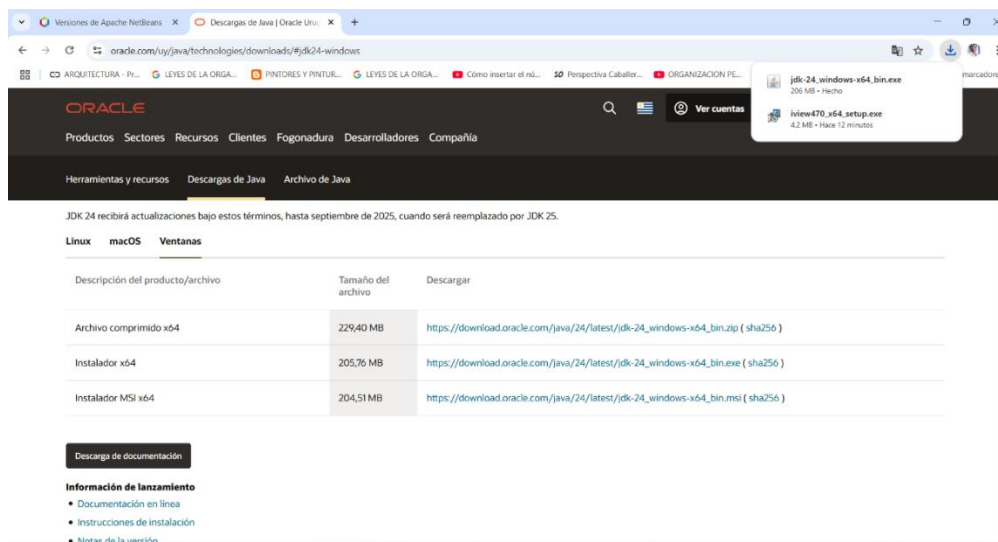 Versiones de Apache NetBeans
Descargas de Java | Oracle Uru
oracle.com/uy/java/technologies/downloads/#jdk24-windows
ARQUITECTURA - Pr...
LEYES DE LA ORGA...
PINTORES Y PINTUR...
LEYES DE LA ORGA...
Cómo insertar el nú...
Perspectiva Caballer...
ORGANIZACION PE...
marcadore
jdk-24_windows-x64_bin.exe
206 MB • Hecho
iview470_x64_setup.exe
4,2 MB • Hace 12 minutos
ORACLE
Ver cuentas
Productos Sectores Recursos Clientes Fogonadura Desarrolladores Compañía
Herramientas y recursos Descargas de Java Archivo de Java
JDK 24 recibirá actualizaciones bajo estos términos, hasta septiembre de 2025, cuando será reemplazado por JDK 25.
Linux macOS Ventanas
Descripción del producto/archivo Tamaño del archivo Descargar
Archivo comprimido x64 229,40 MB https://download.oracle.com/java/24/latest/jdk-24_windows-x64_bin.zip ( sha256 )
Instalador x64 205,76 MB https://download.oracle.com/java/24/latest/jdk-24_windows-x64_bin.exe ( sha256 )
Instalador MSI x64 204,51 MB https://download.oracle.com/java/24/latest/jdk-24_windows-x64_bin.msi ( sha256 )
Descarga de documentación
Información de lanzamiento
• Documentación en línea
• Instrucciones de instalación
• Notas de la versión